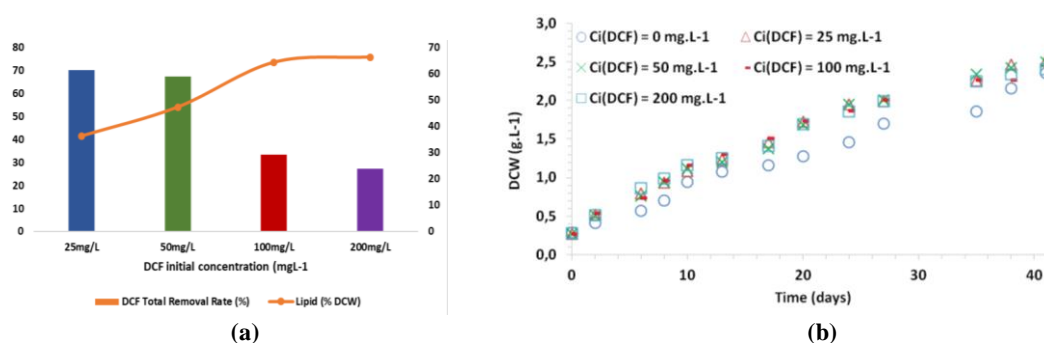 80
70
60
50
40
30
20
10
0
70
60
50
40
30
20
10
0
25mg/L 50mg/L 100mg/L 200mg/L
DCF initial concentration (mgL-1
DCF Total Removal Rate (%) Lipid (% DCW)
(a)
DCW (g.L-1)
3,0
2,5
2,0
1,5
1,0
0,5
0,0
Ci(DCF) = 0 mg.L-1 Ci(DCF) = 25 mg.L-1
Ci(DCF) = 50 mg.L-1 Ci(DCF) = 100 mg.L-1
Ci(DCF) = 200 mg.L-1
0 10 20 30 40
Time (days)
(b)